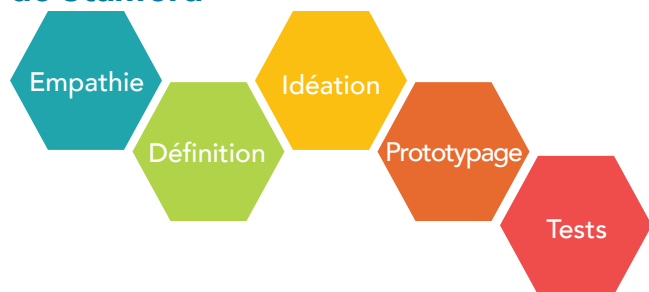 Empathie
Définition
Idéation
Prototypage
Tests